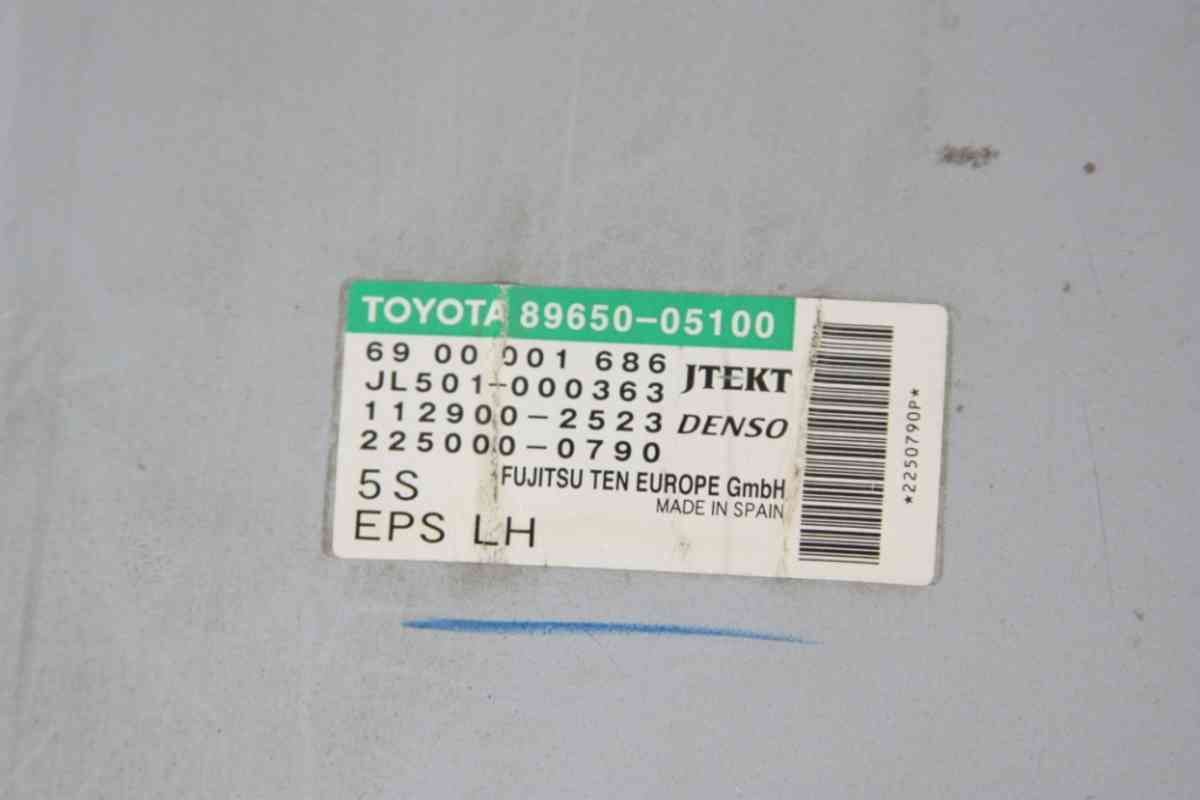 TOYOTA 89650-05100
69 00 001 686
JL501-000363 JTEKT
112900-2523 DENSO
225000-0790
5S FUJITSU TEN EUROPE GmbH
MADE IN SPAIN
EPS LH
*2250790P*